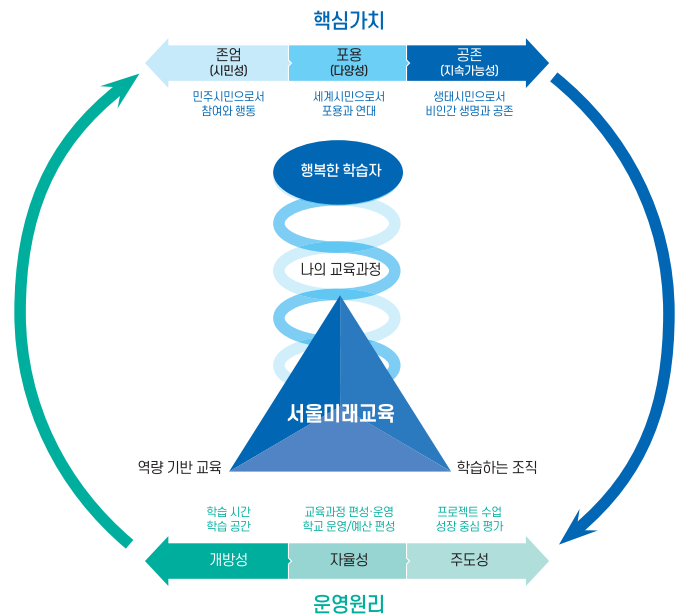 핵심가치
존엄
(시민성)
포용
(다양성)
공존
(지속가능성)
민주시민으로서
참여와 행동
세계시민으로서
포용과 연대
생태시민으로서
비인간 생명과 공존
행복한 학습자
나의 교육과정
서울미래교육
역량 기반 교육
학습하는 조직
학습 시간
학습 공간
교육과정 편성·운영
학교 운영/예산 편성
프로젝트 수업
성장 중심 평가
개방성
자율성
주도성
운영원리